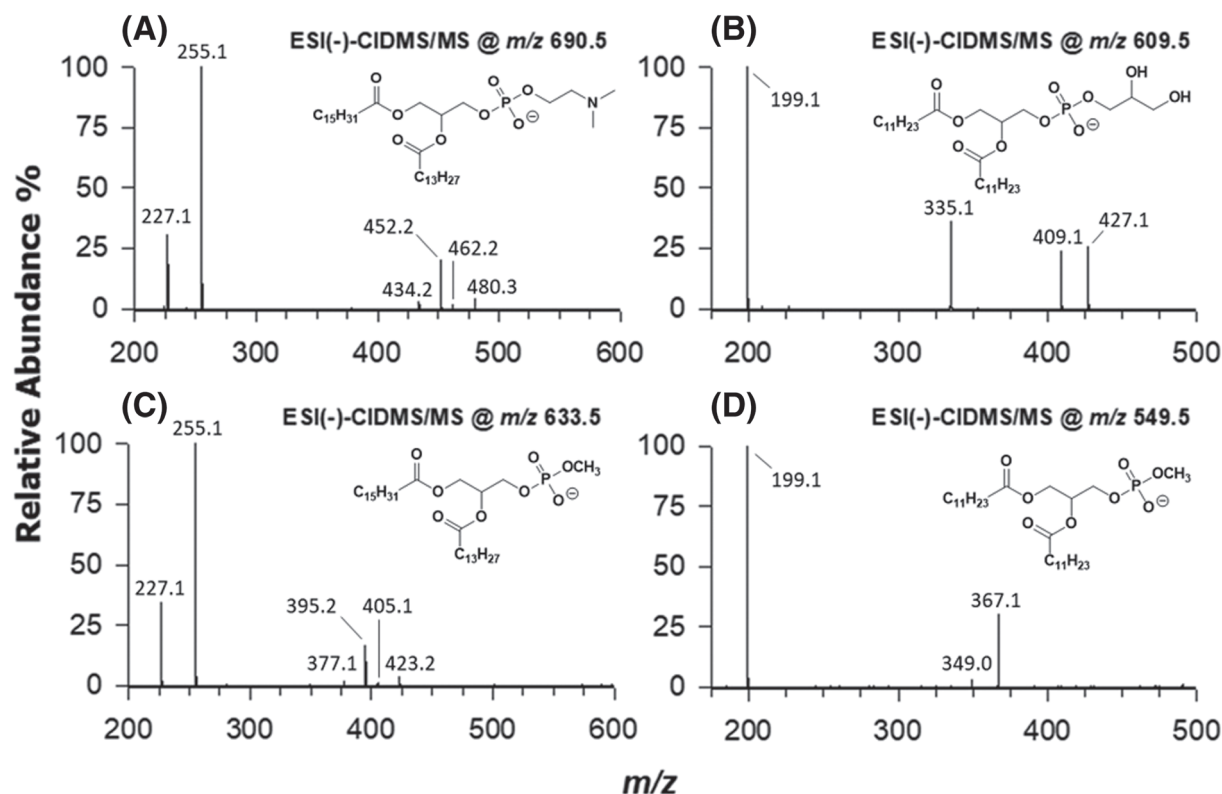 (A)
ESI(-)-CIDMS/MS @ m/z 690.5
255.1
227.1
452.2
462.2
434.2
480.3
100
75
50
25
0
200 300 400 500 600
O
C15H31
O
O
O
O
C13H27
O
P
O
O⊖
N
(B)
ESI(-)-CIDMS/MS @ m/z 609.5
199.1
335.1
409.1
427.1
100
75
50
25
0
200 300 400 500
O
C11H23
O
O
O
O
C11H23
O
P
O
O⊖
OH
OH
Relative Abundance %
(C)
ESI(-)-CIDMS/MS @ m/z 633.5
255.1
227.1
395.2
405.1
377.1
423.2
100
75
50
25
0
200 300 400 500 600
O
C15H31
O
O
O
O
C13H27
O
P
OCH3
O⊖
(D)
ESI(-)-CIDMS/MS @ m/z 549.5
199.1
367.1
349.0
100
75
50
25
0
200 300 400 500
O
C11H23
O
O
O
O
C11H23
O
P
OCH3
O⊖
m/z